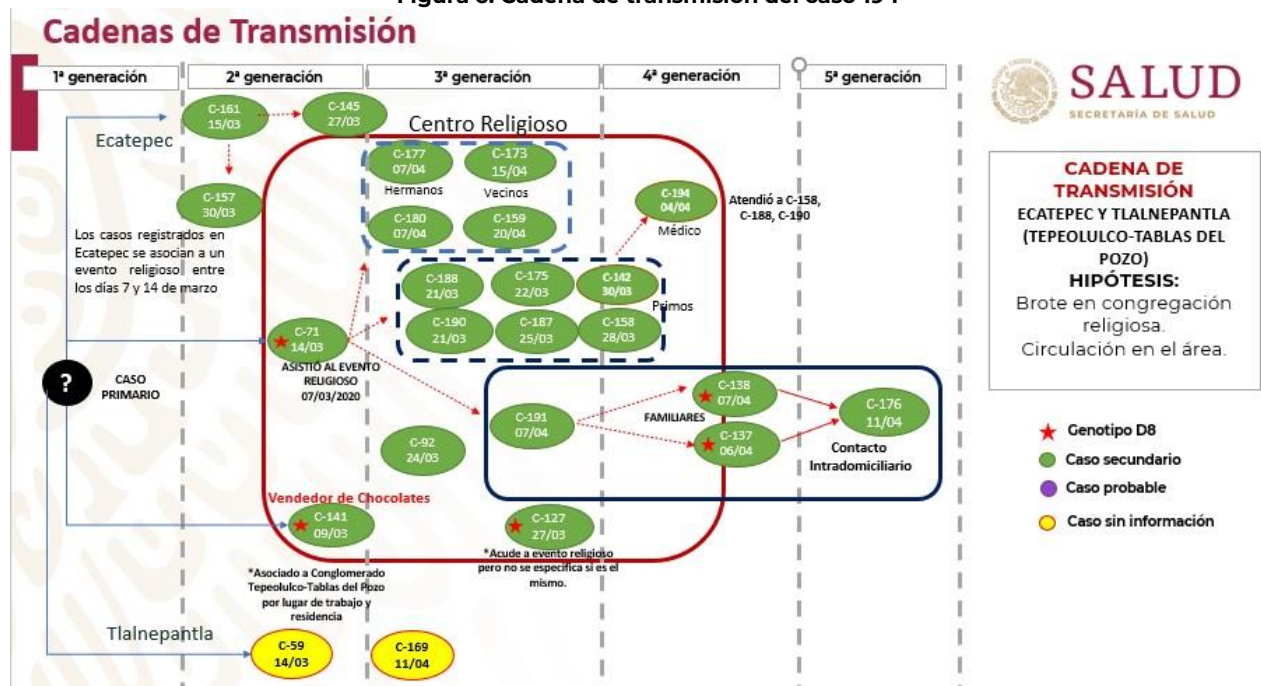 Figura 6. Cadena de transmisión del caso 194
Cadenas de Transmisión
1ª generación
2ª generación
3ª generación
4ª generación
5ª generación
SALUD
SECRETARÍA DE SALUD
Ecatepec
C-161
15/03
C-145
27/03
C-157
30/03
Los casos registrados en
Ecatepec se asocian a un
evento religioso entre
los días 7 y 14 de marzo
Centro Religioso
C-177
07/04
Hermanos
C-173
15/04
Vecinos
C-180
07/04
C-159
20/04
C-194
04/04
Médico
Atendió a C-158,
C-188, C-190
C-188
21/03
C-175
22/03
C-142
30/03
Primos
C-190
21/03
C-187
25/03
C-158
28/03
C-71
14/03
ASISTIÓ AL EVENTO
RELIGIOSO
07/03/2020
?
CASO
PRIMARIO
C-191
07/04
FAMILIARES
C-138
07/04
C-137
06/04
C-176
11/04
Contacto
Intradomiciliario
C-92
24/03
Vendedor de Chocolates
C-141
09/03
*Asociado a Conglomerado
Tepeolulco-Tablas del Pozo
por lugar de trabajo y
residencia
C-127
27/03
*Acude a evento religioso
pero no se especifica si es el
mismo.
Tlalnepantla
C-59
14/03
C-169
11/04
CADENA DE
TRANSMISIÓN
ECATEPEC Y TLALNEPANTLA
(TEPEOLULCO-TABLAS DEL
POZO)
HIPÓTESIS:
Brote en congregación
religiosa.
Circulación en el área.
Genotipo D8
Caso secundario
Caso probable
Caso sin información